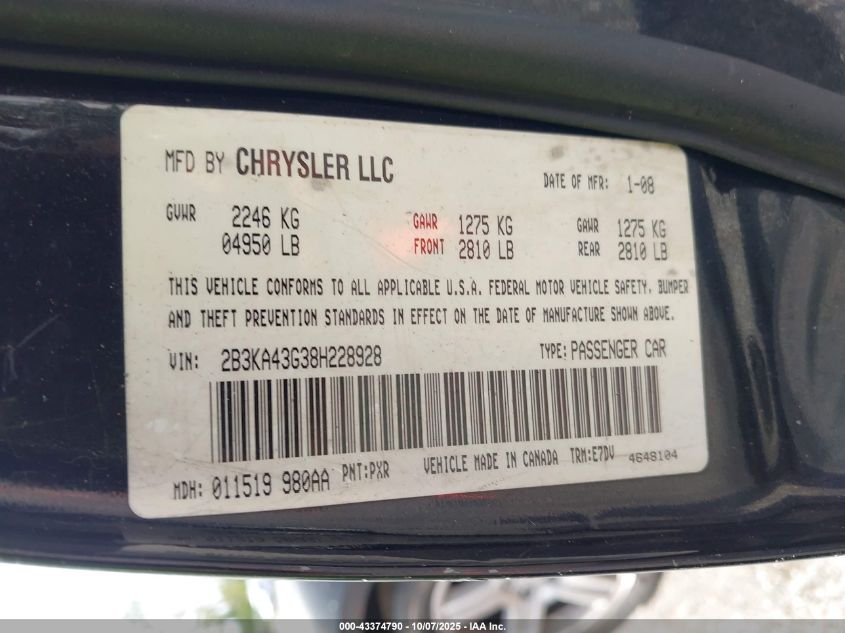 MFD BY CHRYSLER LLC
DATE OF MFR: 1-08
GVWR 2246 KG
04950 LB
GAWR 1275 KG
FRONT 2810 LB
GAWR 1275 KG
REAR 2810 LB
THIS VEHICLE CONFORMS TO ALL APPLICABLE U.S.A. FEDERAL MOTOR VEHICLE SAFETY, BUMPER
AND THEFT PREVENTION STANDARDS IN EFFECT ON THE DATE OF MANUFACTURE SHOWN ABOVE.
VIN: 2B3KA43G38H228928 TYPE: PASSENGER CAR
MDH: 011519 980AA PNT:PXR VEHICLE MADE IN CANADA TRM:E7DV 4648104
000-43374790 - 10/07/2025 - IAA Inc.